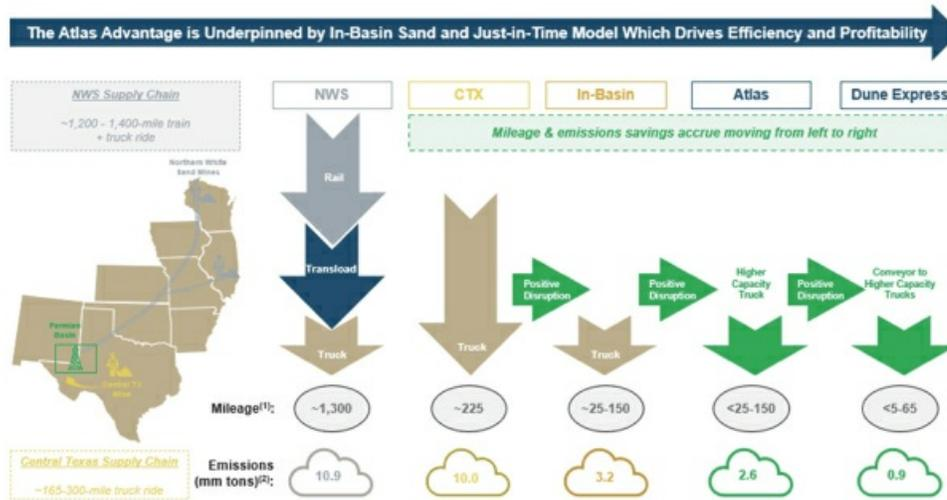 The Atlas Advantage is Underpinned by In-Basin Sand and Just-in-Time Model Which Drives Efficiency and Profitability
NWS Supply Chain
~1,200 - 1,400-mile train
+ truck ride
NWS
CTX
In-Basin
Atlas
Dune Express
Mileage & emissions savings accrue moving from left to right
Northern White
Sand Mines
Rail
Transload
Truck
Truck
Positive
Disruption
Truck
Positive
Disruption
Higher
Capacity
Truck
Positive
Disruption
Conveyor to
Higher Capacity
Trucks
Permian
Basin
Central TX
Mine
Mileage(1):
~1,300
~225
~25-150
<25-150
<5-65
Central Texas Supply Chain
~165-300-mile truck ride
Emissions
(mm tons)(2):
10.9
10.0
3.2
2.6
0.9